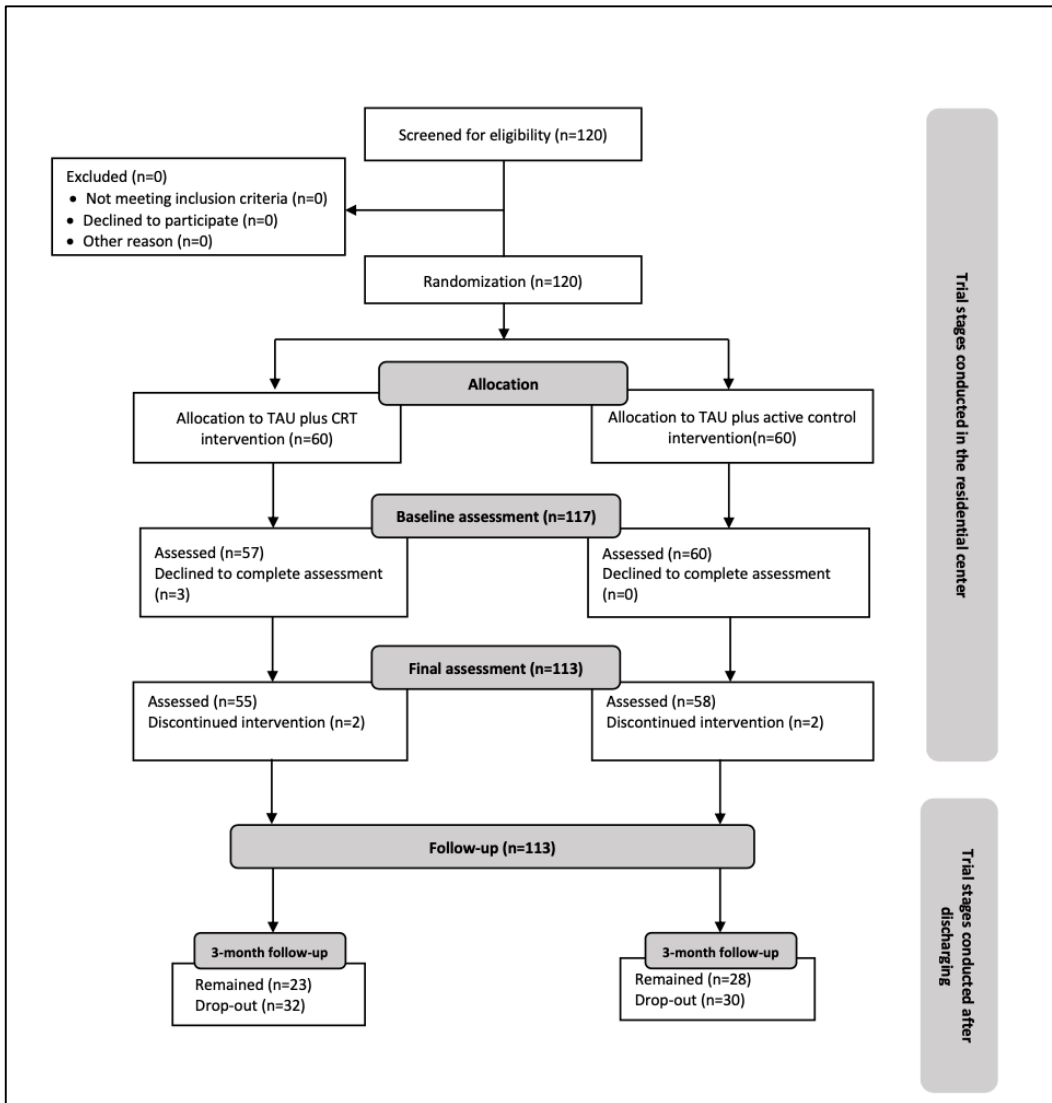 Screened for eligibility (n=120)
Excluded (n=0)
• Not meeting inclusion criteria (n=0)
• Declined to participate (n=0)
• Other reason (n=0)
Randomization (n=120)
Allocation
Allocation to TAU plus CRT
intervention (n=60)
Allocation to TAU plus active control
intervention(n=60)
Baseline assessment (n=117)
Assessed (n=57)
Declined to complete assessment
(n=3)
Assessed (n=60)
Declined to complete assessment
(n=0)
Final assessment (n=113)
Assessed (n=55)
Discontinued intervention (n=2)
Assessed (n=58)
Discontinued intervention (n=2)
Follow-up (n=113)
3-month follow-up
Remained (n=23)
Drop-out (n=32)
3-month follow-up
Remained (n=28)
Drop-out (n=30)
Trial stages conducted in the residential center
Trial stages conducted after
discharging